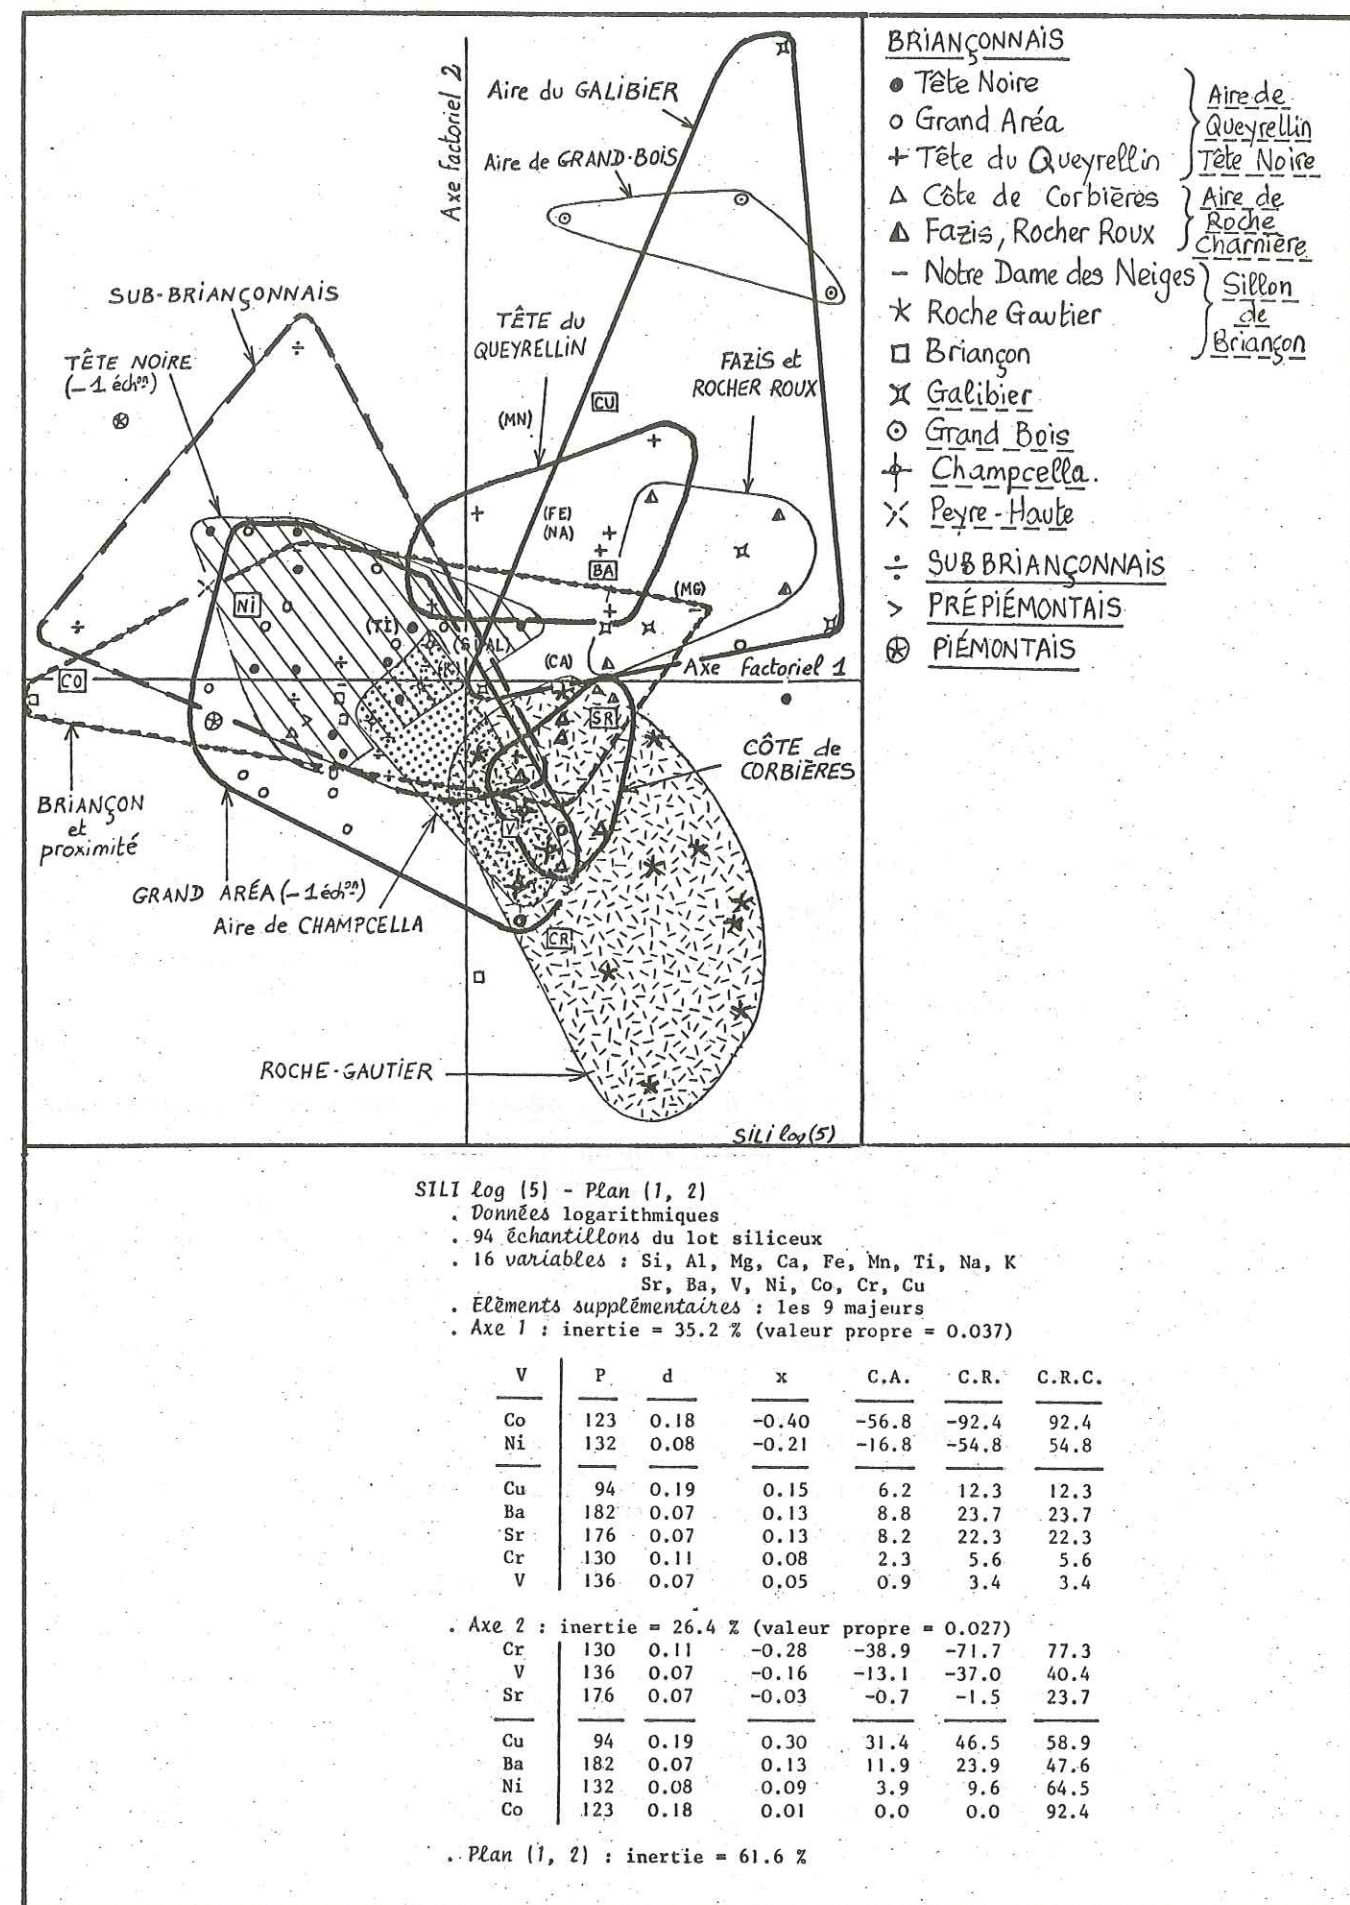 Axe Factoriel 2
Aire du GALIBIER
Aire de GRAND-BOIS
SUB-BRIANÇONNAIS
TÊTE NOIRE
(-1 échon)
TÊTE du
QUEYRELLIN
FAZIS et
ROCHER ROUX
(MN)
CU
(FE)
(NA)
BA
(MG)
Ni
(TI)
(SI AL)
(K)
(CA)
Axe Factoriel 1
CO
SR
CÔTE de
CORBIÈRES
BRIANÇON
et
proximité
V
GRAND ARÉA (-1 échon)
Aire de CHAMPCELLA
CR
ROCHE-GAUTIER
SILI log (5)
BRIANÇONNAIS
Tête Noire
Grand Aréa
Tête du Queyrellin
Aire de
Queyrellin
Tête Noire
Côte de Corbières
Fazis, Rocher Roux
Aire de
Roche
Charnière
Notre Dame des Neiges
Roche Gautier
Briançon
Sillon
de
Briançon
Galibier
Grand Bois
Champcella.
Peyre-Haute
SUBBRIANÇONNAIS
PRÉPIÉMONTAIS
PIÉMONTAIS
SILI log (5) - Plan (1, 2)
. Données logarithmiques
. 94 échantillons du lot siliceux
. 16 variables : Si, Al, Mg, Ca, Fe, Mn, Ti, Na, K
Sr, Ba, V, Ni, Co, Cr, Cu
. Elèments supplémentaires : les 9 majeurs
. Axe 1 : inertie = 35.2 % (valeur propre = 0.037)
V P d x C.A. C.R. C.R.C.
Co 123 0.18 -0.40 -56.8 -92.4 92.4
Ni 132 0.08 -0.21 -16.8 -54.8 54.8
Cu 94 0.19 0.15 6.2 12.3 12.3
Ba 182 0.07 0.13 8.8 23.7 23.7
Sr 176 0.07 0.13 8.2 22.3 22.3
Cr 130 0.11 0.08 2.3 5.6 5.6
V 136 0.07 0.05 0.9 3.4 3.4
. Axe 2 : inertie = 26.4 % (valeur propre = 0.027)
Cr 130 0.11 -0.28 -38.9 -71.7 77.3
V 136 0.07 -0.16 -13.1 -37.0 40.4
Sr 176 0.07 -0.03 -0.7 -1.5 23.7
Cu 94 0.19 0.30 31.4 46.5 58.9
Ba 182 0.07 0.13 11.9 23.9 47.6
Ni 132 0.08 0.09 3.9 9.6 64.5
Co 123 0.18 0.01 0.0 0.0 92.4
. Plan (1, 2) : inertie = 61.6 %